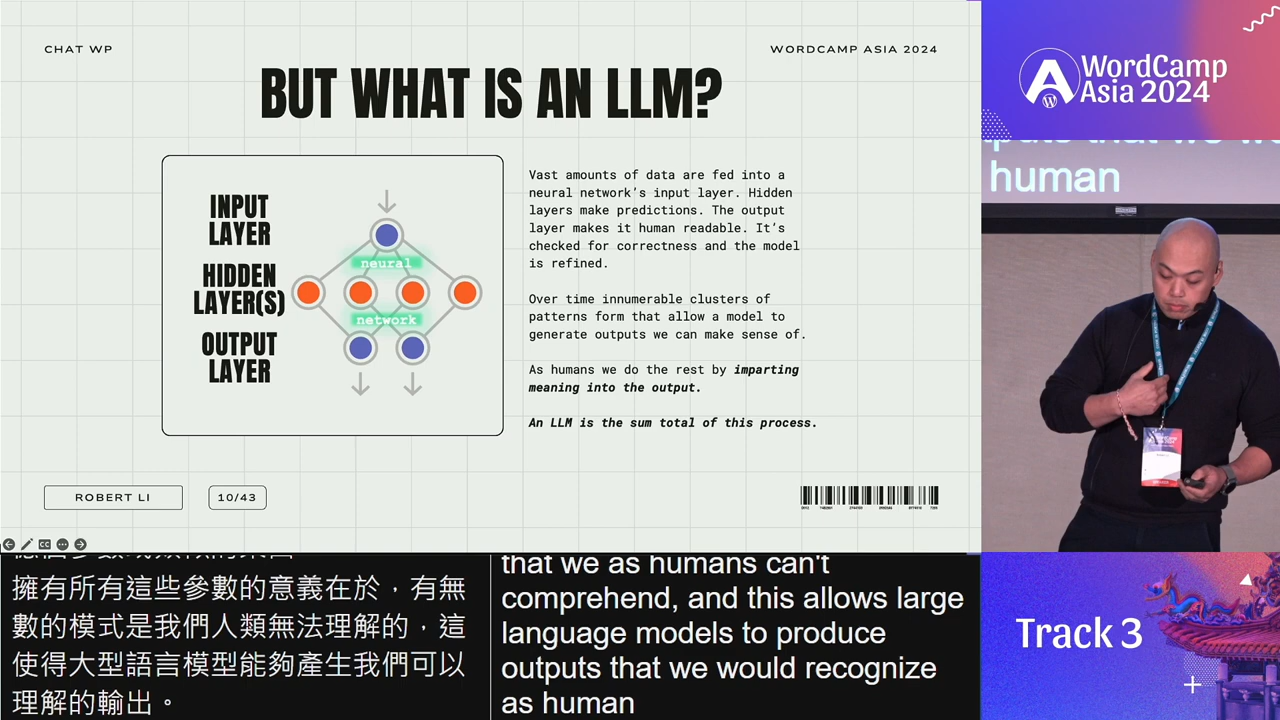 CHAT WP
WORDCAMP ASIA 2024
BUT WHAT IS AN LLM?
INPUT
LAYER
HIDDEN
LAYER(S)
OUTPUT
LAYER
neural
network
Vast amounts of data are fed into a
neural network’s input layer. Hidden
layers make predictions. The output
layer makes it human readable. It’s
checked for correctness and the model
is refined.
Over time innumerable clusters of
patterns form that allow a model to
generate outputs we can make sense of.
As humans we do the rest by imparting
meaning into the output.
An LLM is the sum total of this process.
ROBERT LI
10/43
WordCamp
Asia 2024
human
擁有所有這些參數的意義在於，有無
數的模式是我們人類無法理解的，這
使得大型語言模型能夠產生我們可以
理解的輸出。
that we as humans can't
comprehend, and this allows large
language models to produce
outputs that we would recognize
as human
Track 3